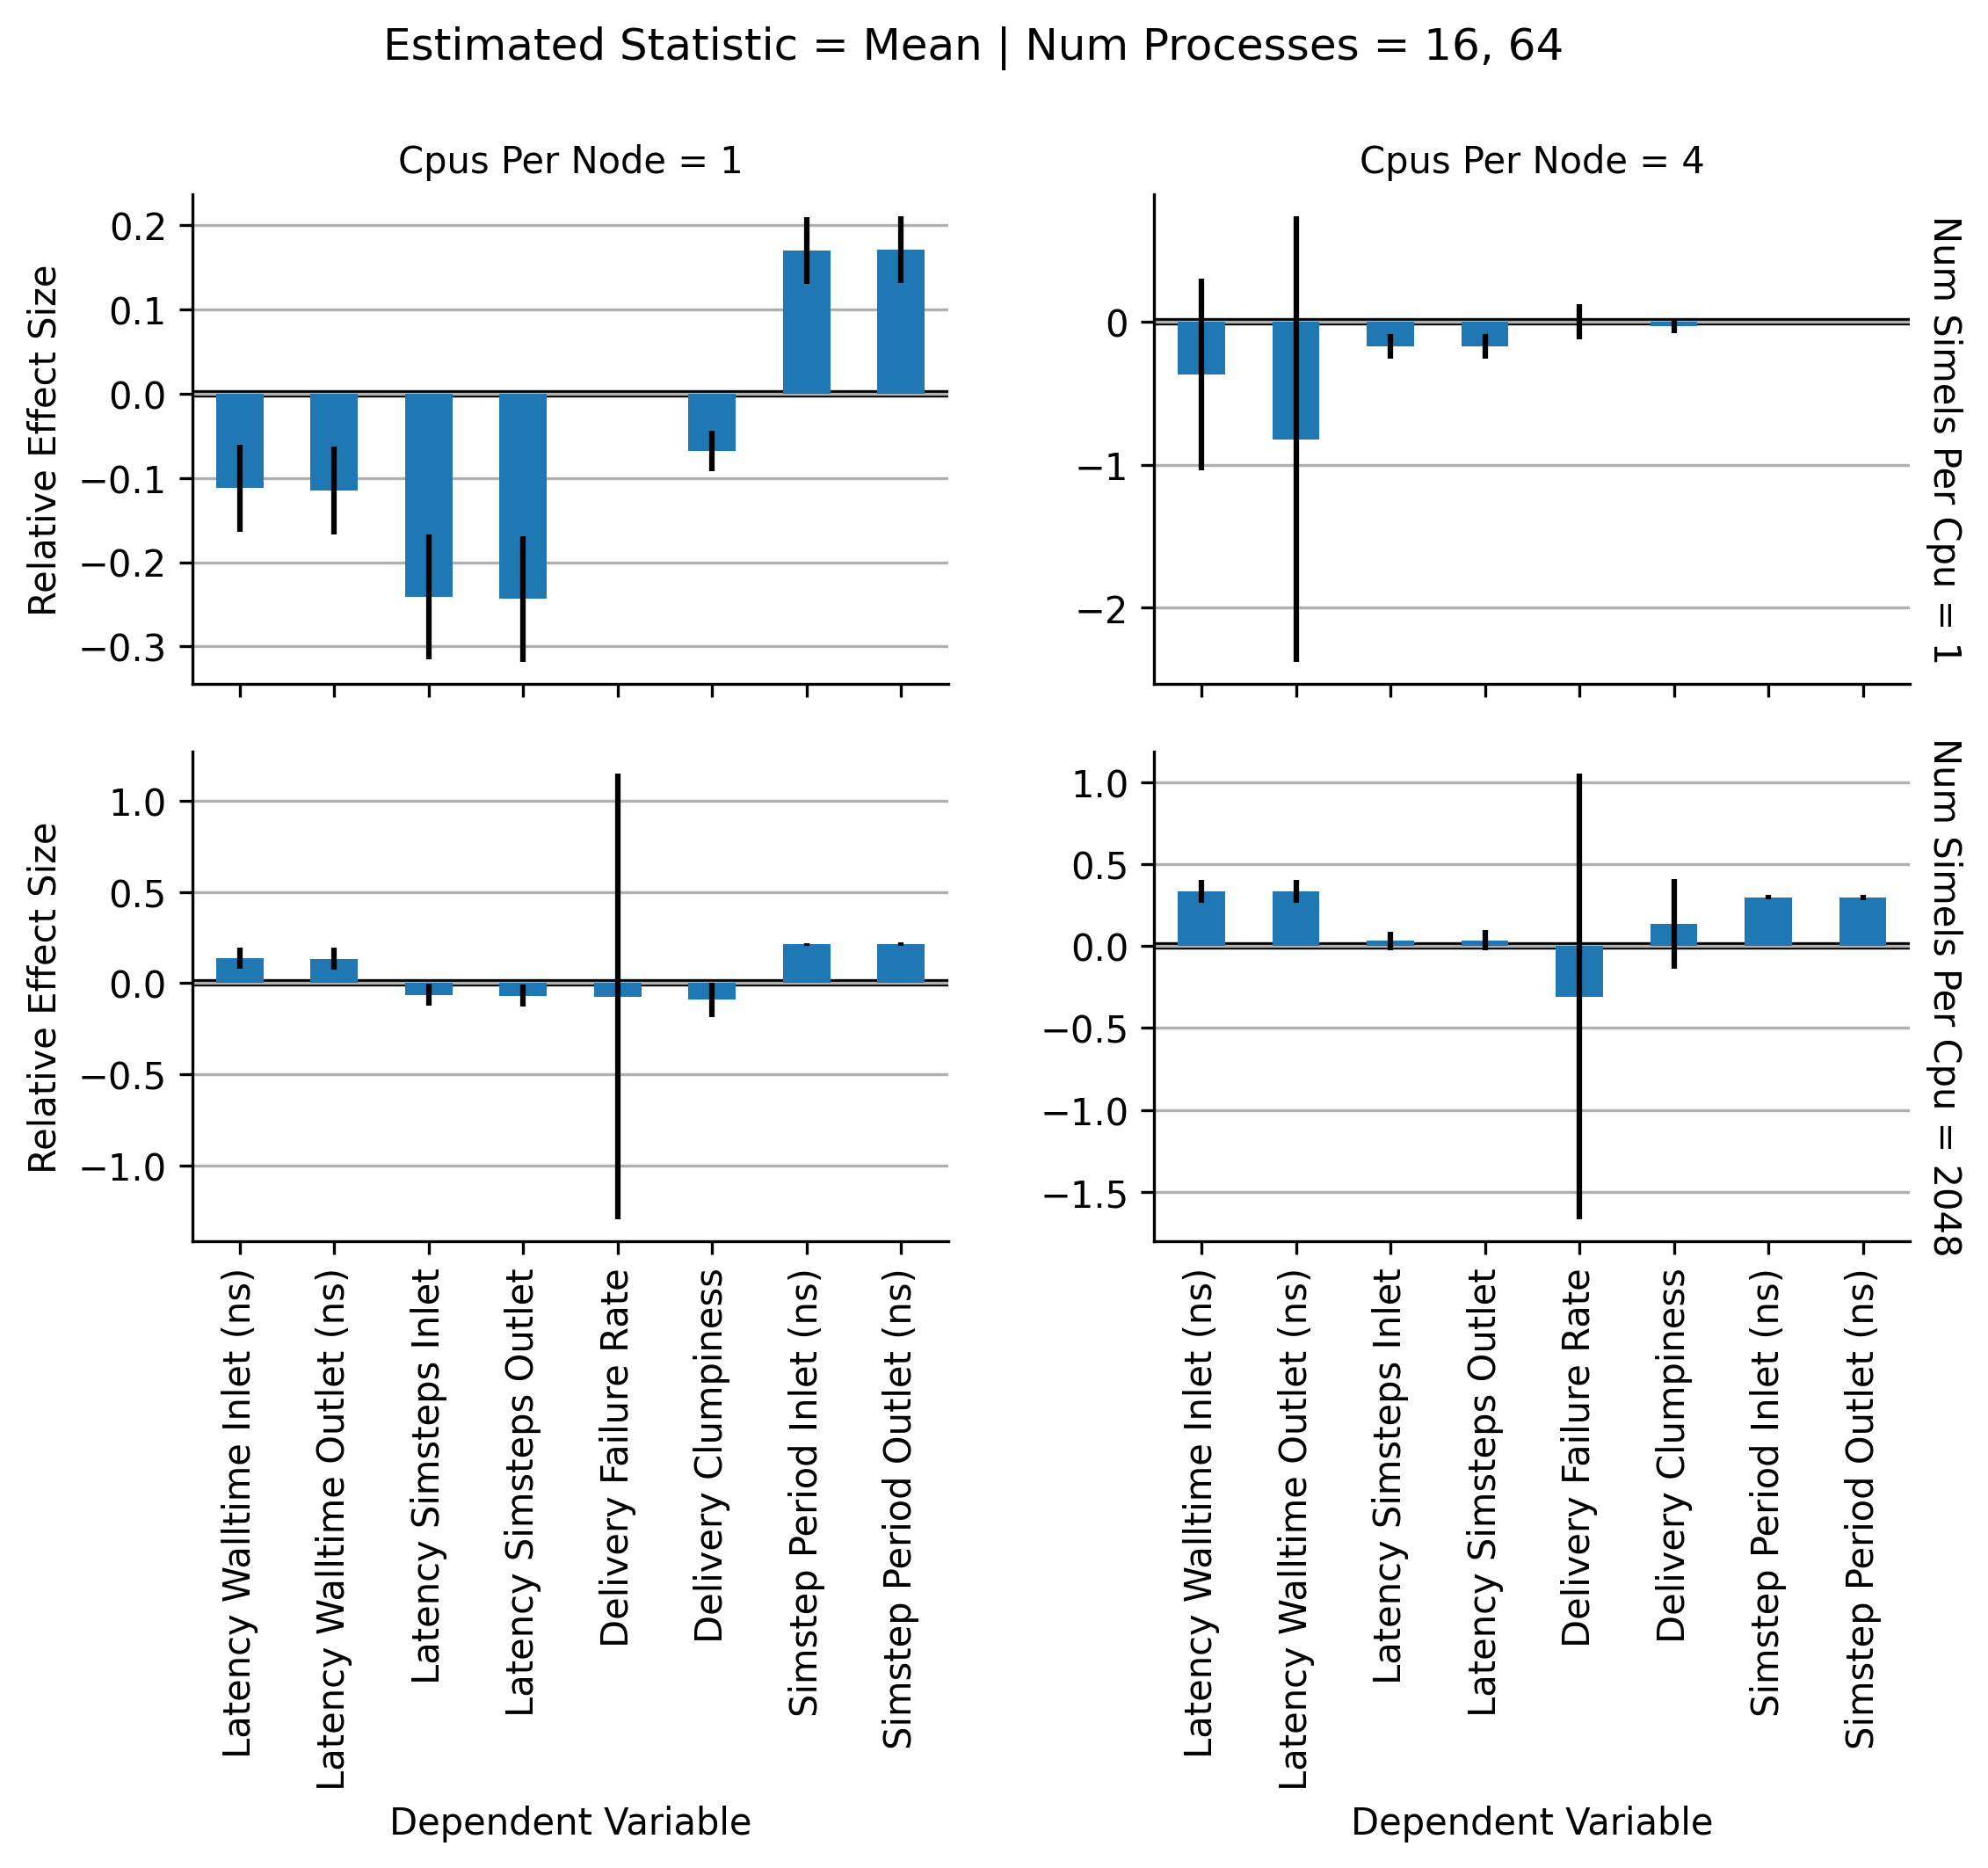 Estimated Statistic = Mean | Num Processes = 16, 64
Cpus Per Node = 1
Cpus Per Node = 4
Relative Effect Size
0.2
0.1
0.0
−0.1
−0.2
−0.3
0
−1
−2
Num Simels Per Cpu = 1
Relative Effect Size
1.0
0.5
0.0
−0.5
−1.0
1.0
0.5
0.0
−0.5
−1.0
−1.5
Num Simels Per Cpu = 2048
Latency Walltime Inlet (ns)
Latency Walltime Outlet (ns)
Latency Simsteps Inlet
Latency Simsteps Outlet
Delivery Failure Rate
Delivery Clumpiness
Simstep Period Inlet (ns)
Simstep Period Outlet (ns)
Latency Walltime Inlet (ns)
Latency Walltime Outlet (ns)
Latency Simsteps Inlet
Latency Simsteps Outlet
Delivery Failure Rate
Delivery Clumpiness
Simstep Period Inlet (ns)
Simstep Period Outlet (ns)
Dependent Variable
Dependent Variable